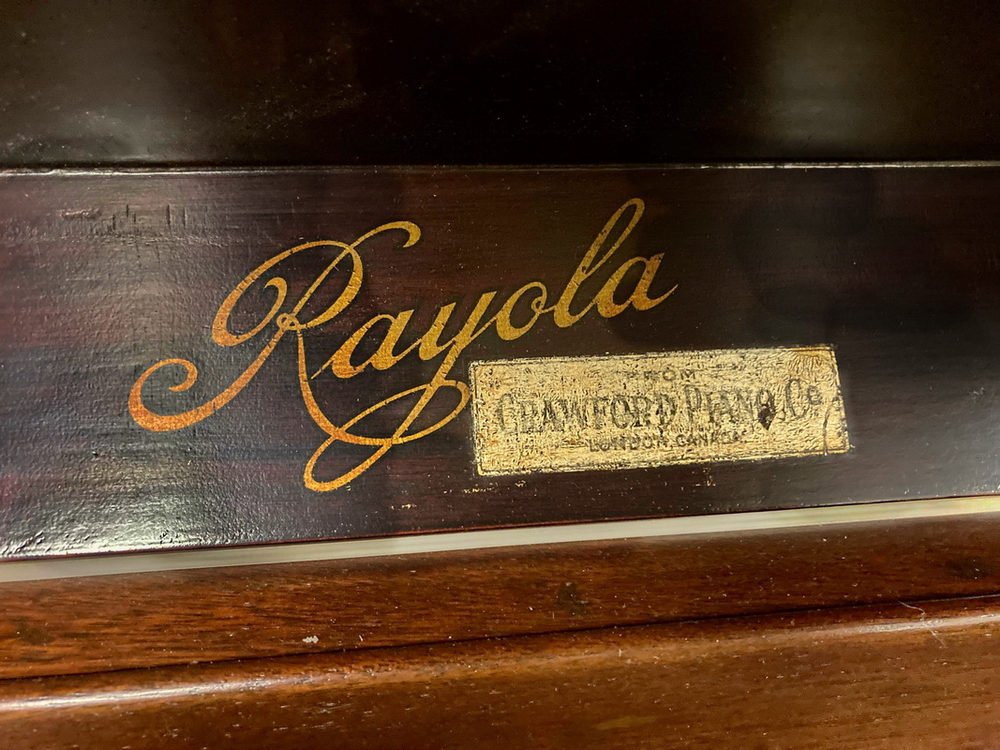 Rayola
FROM
CRAWFORD PIANO Co.
LONDON, CANADA.